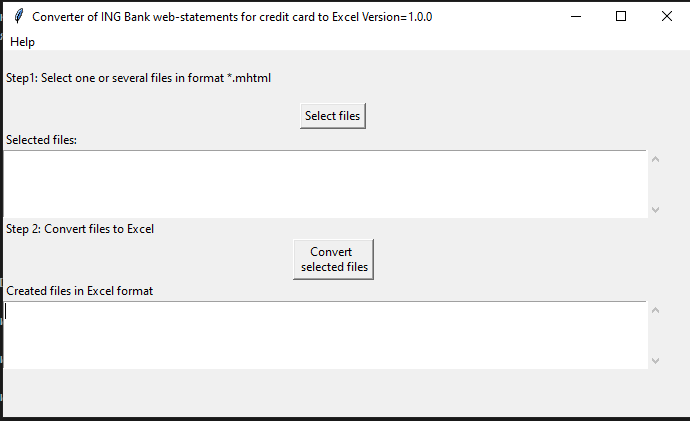 Converter of ING Bank web-statements for credit card to Excel Version=1.0.0
Help
Step1: Select one or several files in format *.mhtml
Select files
Selected files:
Step 2: Convert files to Excel
Convert
selected files
Created files in Excel format